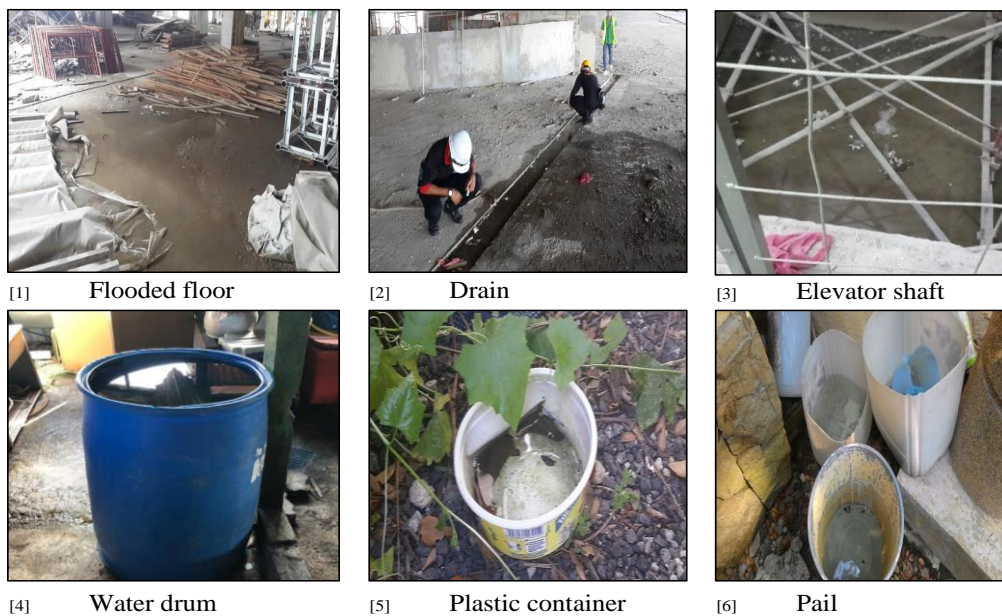 [1] Flooded floor
[2] Drain
[3] Elevator shaft
[4] Water drum
[5] Plastic container
[6] Pail